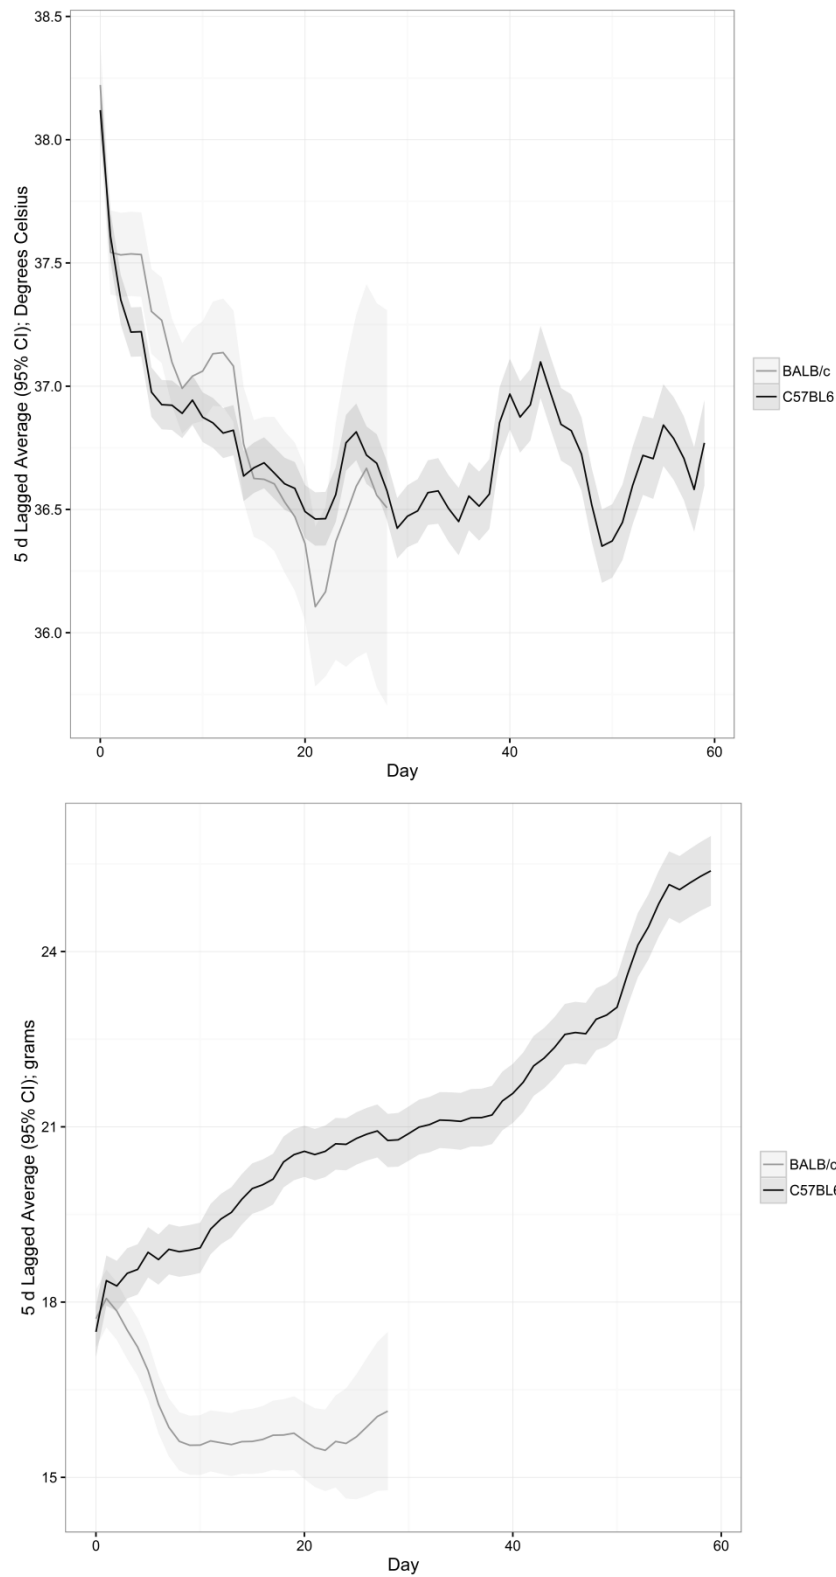 38.5
38.0
37.5
37.0
36.5
36.0
5 d Lagged Average (95% CI); Degrees Celsius
0 20 40 60
Day
BALB/c
C57BL6
24
21
18
15
5 d Lagged Average (95% CI); grams
0 20 40 60
Day
BALB/c
C57BL6